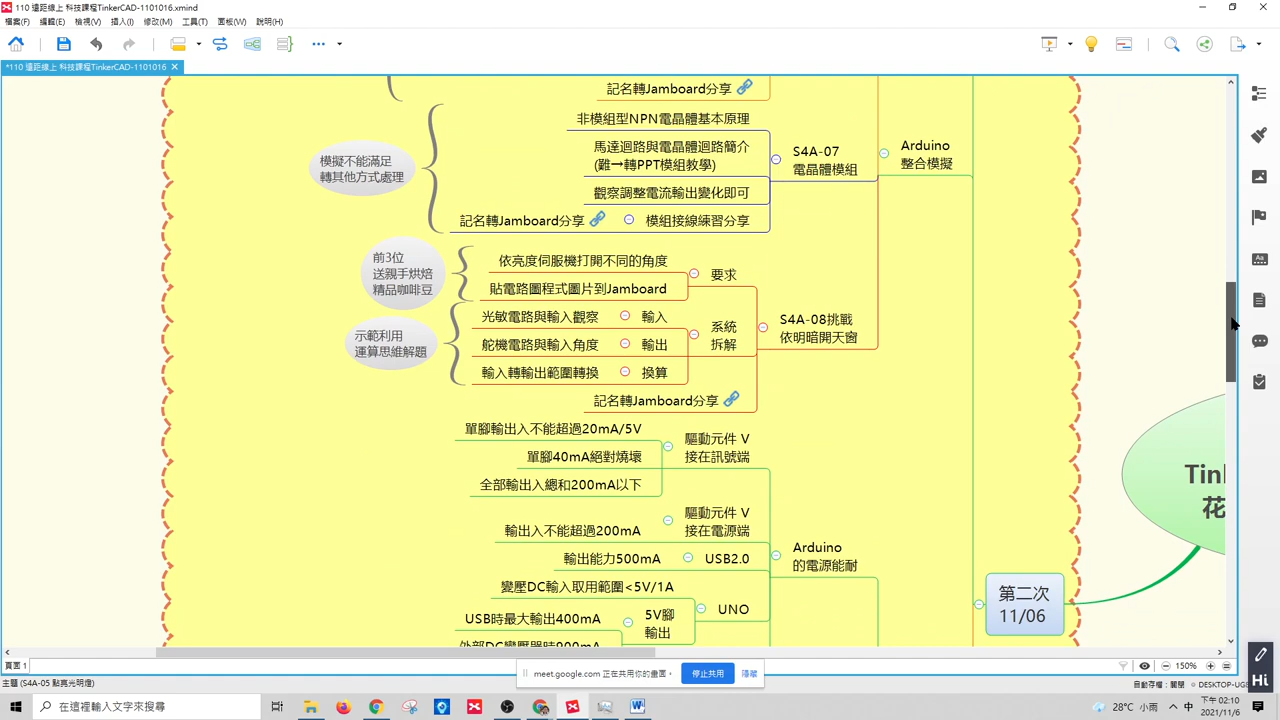 110 遠距線上 科技課程TinkerCAD-1101016.xmind
檔案(F) 編輯(E) 檢視(V) 插入(I) 修改(M) 工具(T) 面板(W) 說明(H)
*110 遠距線上 科技課程TinkerCAD-1101016
記名轉Jamboard分享
模擬不能滿足
轉其他方式處理
非模組型NPN電晶體基本原理
馬達迴路與電晶體迴路簡介
(難→轉PPT模組教學)
觀察調整電流輸出變化即可
記名轉Jamboard分享
模組接線練習分享
S4A-07
電晶體模組
Arduino
整合模擬
前3位
送親手烘焙
精品咖啡豆
依亮度伺服機打開不同的角度
貼電路圖程式圖片到Jamboard
要求
示範利用
運算思維解題
光敏電路與輸入觀察
輸入
舵機電路與輸入角度
輸出
輸入轉輸出範圍轉換
換算
系統
拆解
記名轉Jamboard分享
S4A-08挑戰
依明暗開天窗
單腳輸出入不能超過20mA/5V
單腳40mA絕對燒壞
全部輸出入總和200mA以下
驅動元件 V
接在訊號端
輸出入不能超過200mA
驅動元件 V
接在電源端
輸出能力500mA
USB2.0
變壓DC輸入取用範圍<5V/1A
USB時最大輸出400mA
5V腳
輸出
UNO
Arduino
的電源能耐
第二次
11/06
Tin
花
頁面 1
meet.google.com 正在共用你的畫面。
停止共用
隱藏
150%
主題 (S4A-05 點亮光明燈)
自動存檔：關閉
DESKTOP-UG
Hi
在這裡輸入文字來搜尋
28°C 小雨
中
下午 02:10
2021/11/6